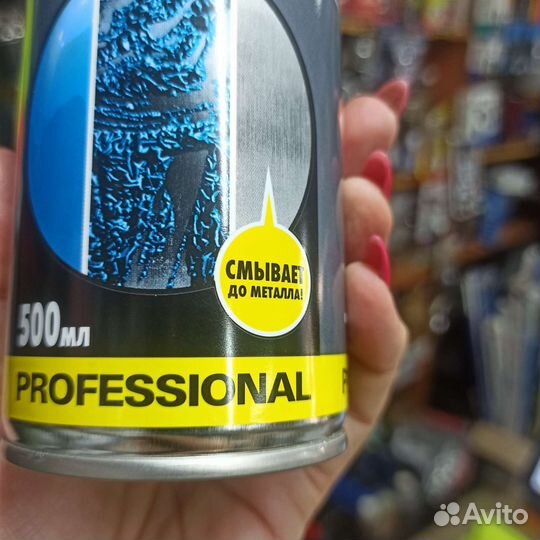 СМЫВАЕТ
ДО МЕТАЛЛА!
500МЛ
PROFESSIONAL P
Avito